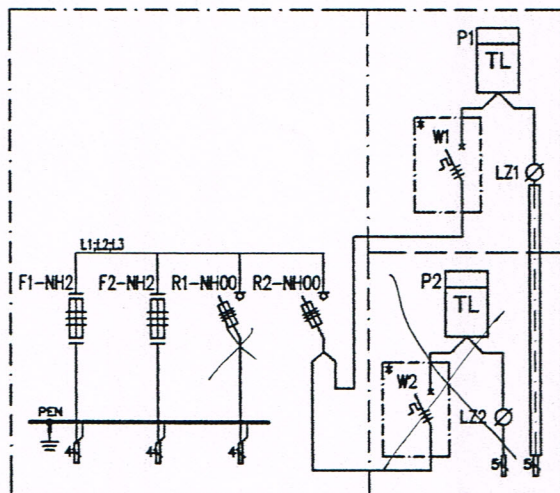 P1
TL
*
W1
LZ1
L1;L2;L3
F1-NH2
F2-NH2
R1-NH00
R2-NH00
P2
TL
*
W2
LZ2
PEN
4
4
4
5
5